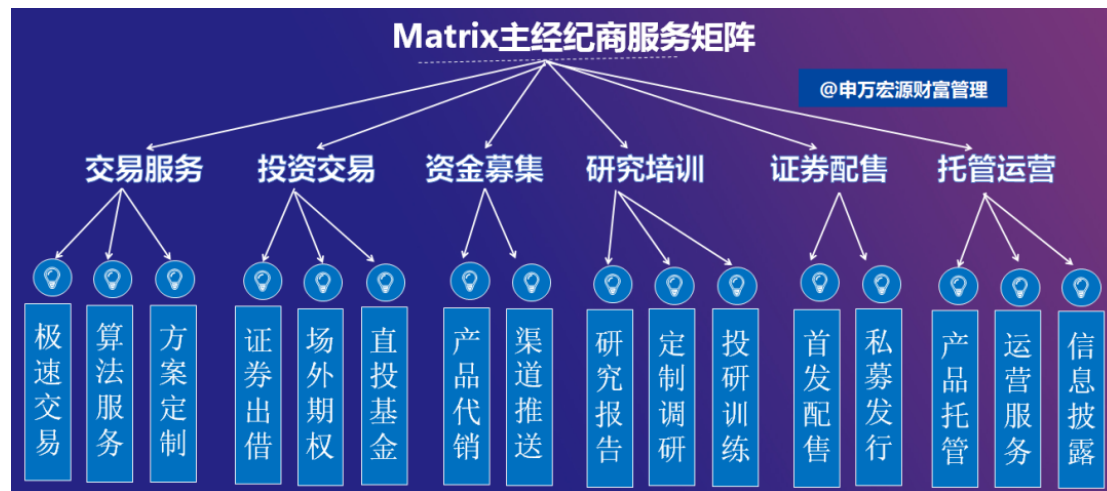 Matrix主经纪商服务矩阵
@申万宏源财富管理
交易服务
投资交易
资金募集
研究培训
证券配售
托管运营
极速交易
算法服务
方案定制
证券出借
场外期权
直投基金
产品代销
渠道推送
研究报告
定制调研
投研训练
首发配售
私募发行
产品托管
运营服务
信息披露